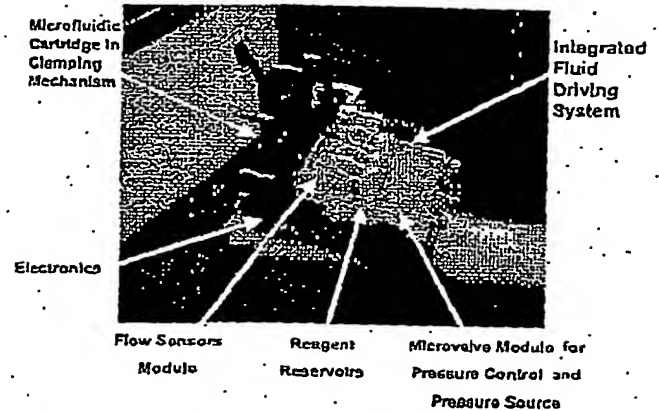 Microfluidic
Cartridge in
Clamping
Mechanism
Integrated
Fluid
Driving
System
Electronics
Flow Sensors
Module
Reagent
Reservoirs
Microvalve Module for
Pressure Control and
Pressure Source